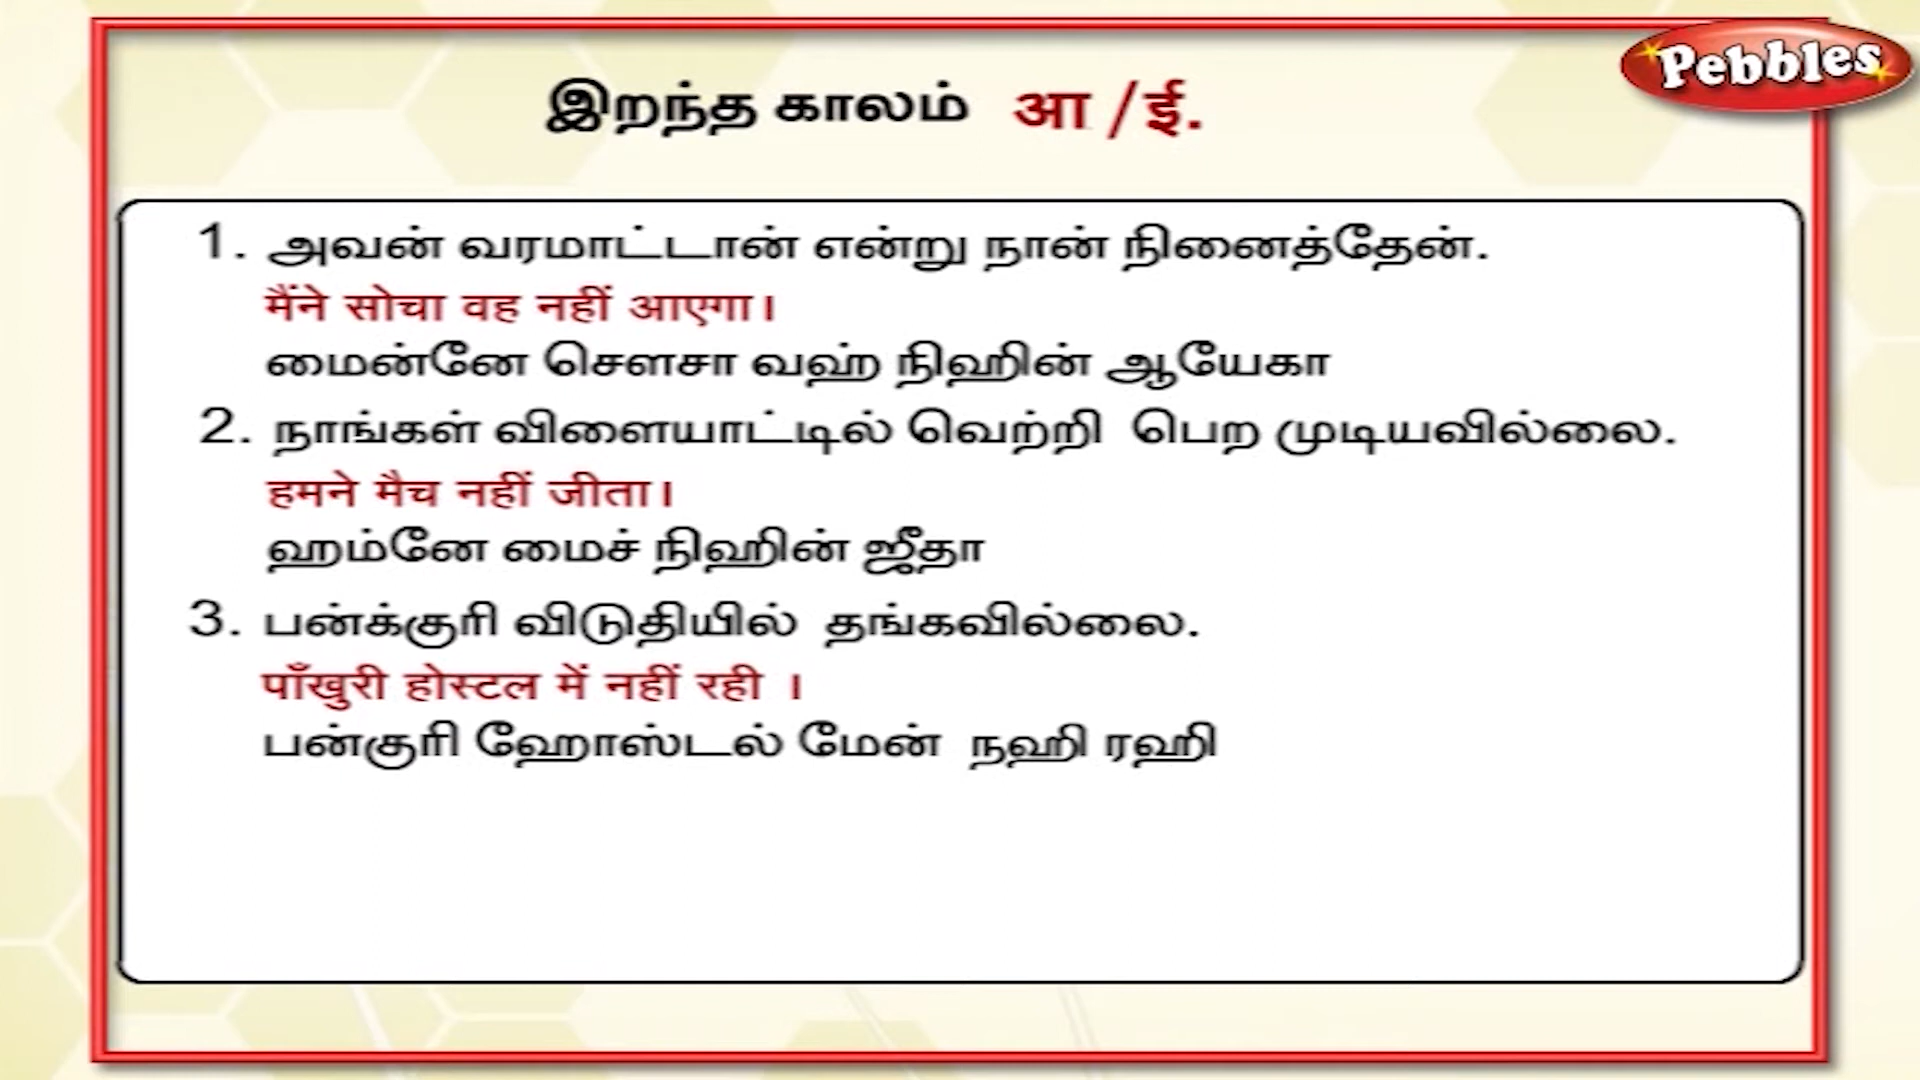 Pebbles
இறந்த காலம் आ /ई.
1. அவன் வரமாட்டான் என்று நான் நினைத்தேன்.
मैंने सोचा वह नहीं आएगा।
மைன்னே சௌசா வஹ் நிஹின் ஆயேகா
2. நாங்கள் விளையாட்டில் வெற்றி பெற முடியவில்லை.
हमने मैच नहीं जीता।
ஹம்னே மைச் நிஹின் ஜீதா
3. பன்க்குரி விடுதியில் தங்கவில்லை.
पाँखुरी होस्टल में नहीं रही ।
பன்குரி ஹோஸ்டல் மேன் நஹி ரஹி